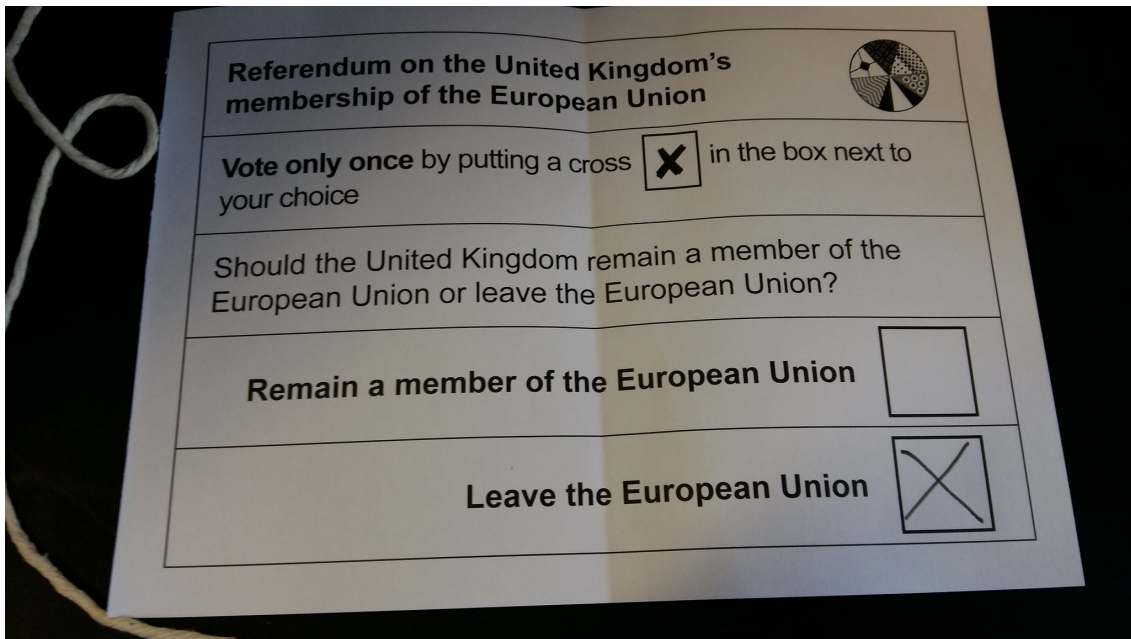 Referendum on the United Kingdom's
membership of the European Union
Vote only once by putting a cross X in the box next to
your choice
Should the United Kingdom remain a member of the
European Union or leave the European Union?
Remain a member of the European Union
Leave the European Union X